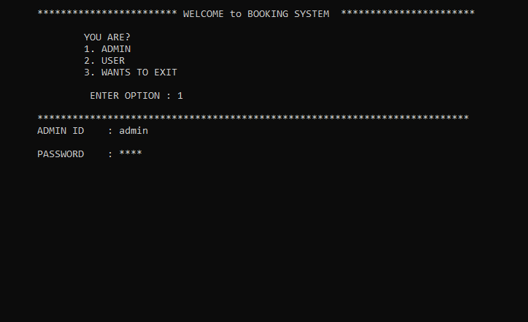 ************************ WELCOME to BOOKING SYSTEM ***********************
YOU ARE?
1. ADMIN
2. USER
3. WANTS TO EXIT
ENTER OPTION : 1
**************************************************************************
ADMIN ID : admin
PASSWORD : ****